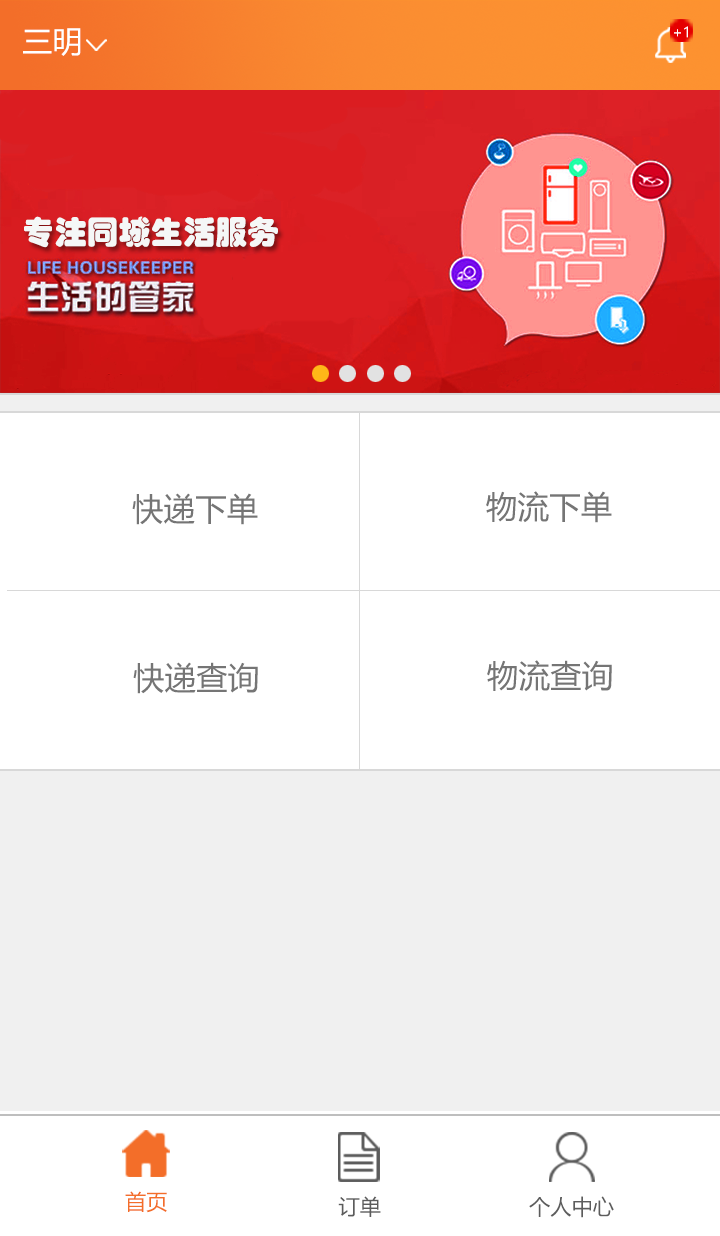 三明
+1
专注同城生活服务
LIFE HOUSEKEEPER
生活的管家
快递下单
物流下单
快递查询
物流查询
首页
订单
个人中心